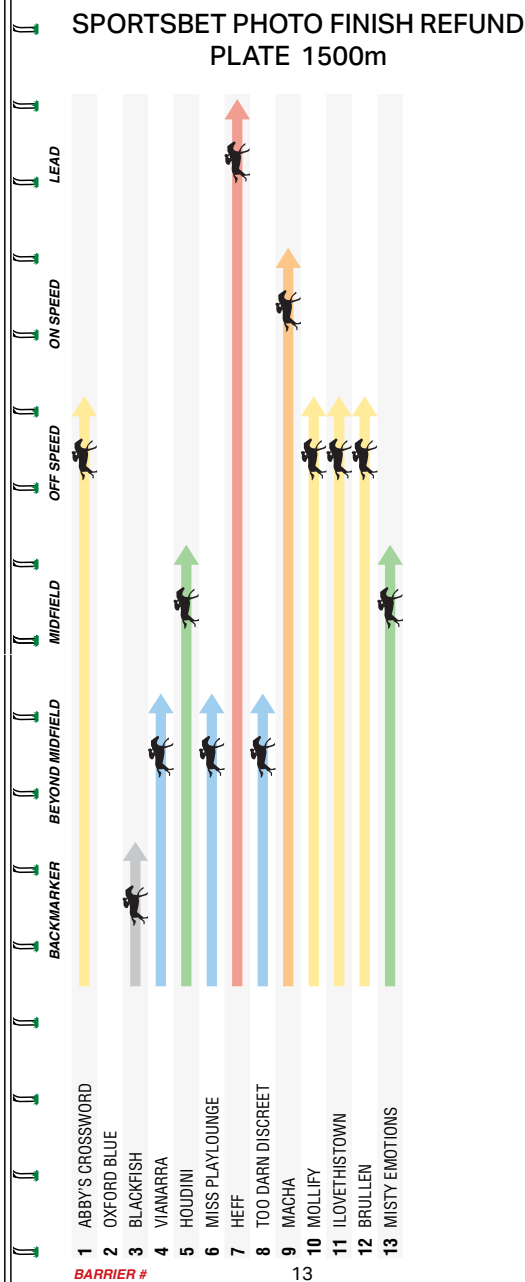 SPORTSBET PHOTO FINISH REFUND
PLATE 1500m
LEAD
ON SPEED
OFF SPEED
MIDFIELD
BEYOND MIDFIELD
BACKMARKER
1 ABBY'S CROSSWORD
2 OXFORD BLUE
3 BLACKFISH
4 VIANARRA
5 HOUDINI
6 MISS PLAYLOUNGE
7 HEFF
8 TOO DARN DISCREET
9 MACHA
10 MOLLIFY
11 ILOVETHISTOWN
12 BRULLEN
13 MISTY EMOTIONS
BARRIER #
13